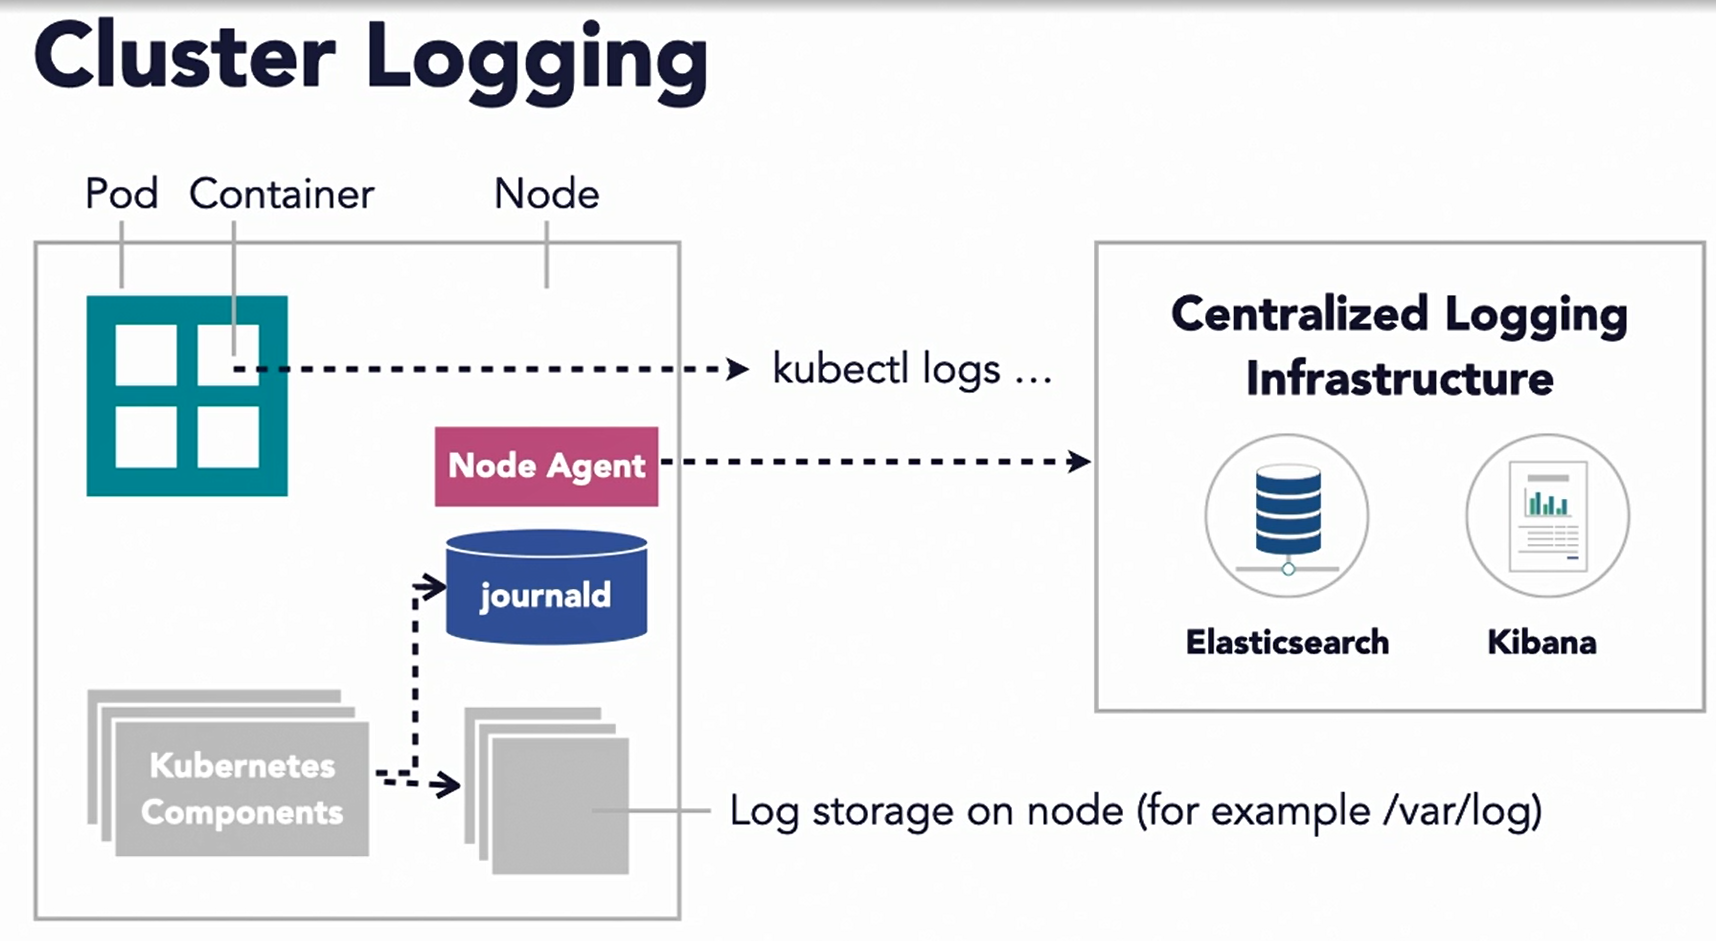 Cluster Logging
Pod Container Node
Centralized Logging
Infrastructure
kubectl logs ...
Node Agent
journald
Elasticsearch Kibana
Kubernetes
Components
Log storage on node (for example /var/log)